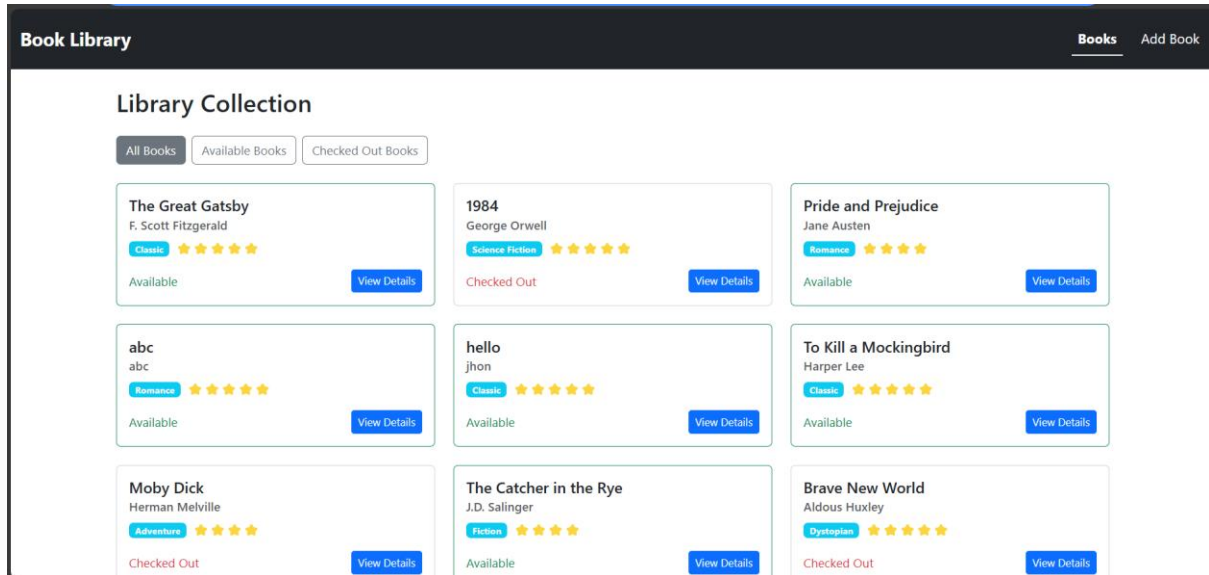 Book Library Books Add Book
Library Collection
All Books Available Books Checked Out Books
The Great Gatsby
F. Scott Fitzgerald
Classic
Available View Details
1984
George Orwell
Science Fiction
Checked Out View Details
Pride and Prejudice
Jane Austen
Romance
Available View Details
abc
abc
Romance
Available View Details
hello
jhon
Classic
Available View Details
To Kill a Mockingbird
Harper Lee
Classic
Available View Details
Moby Dick
Herman Melville
Adventure
Checked Out View Details
The Catcher in the Rye
J.D. Salinger
Fiction
Available View Details
Brave New World
Aldous Huxley
Dystopian
Checked Out View Details